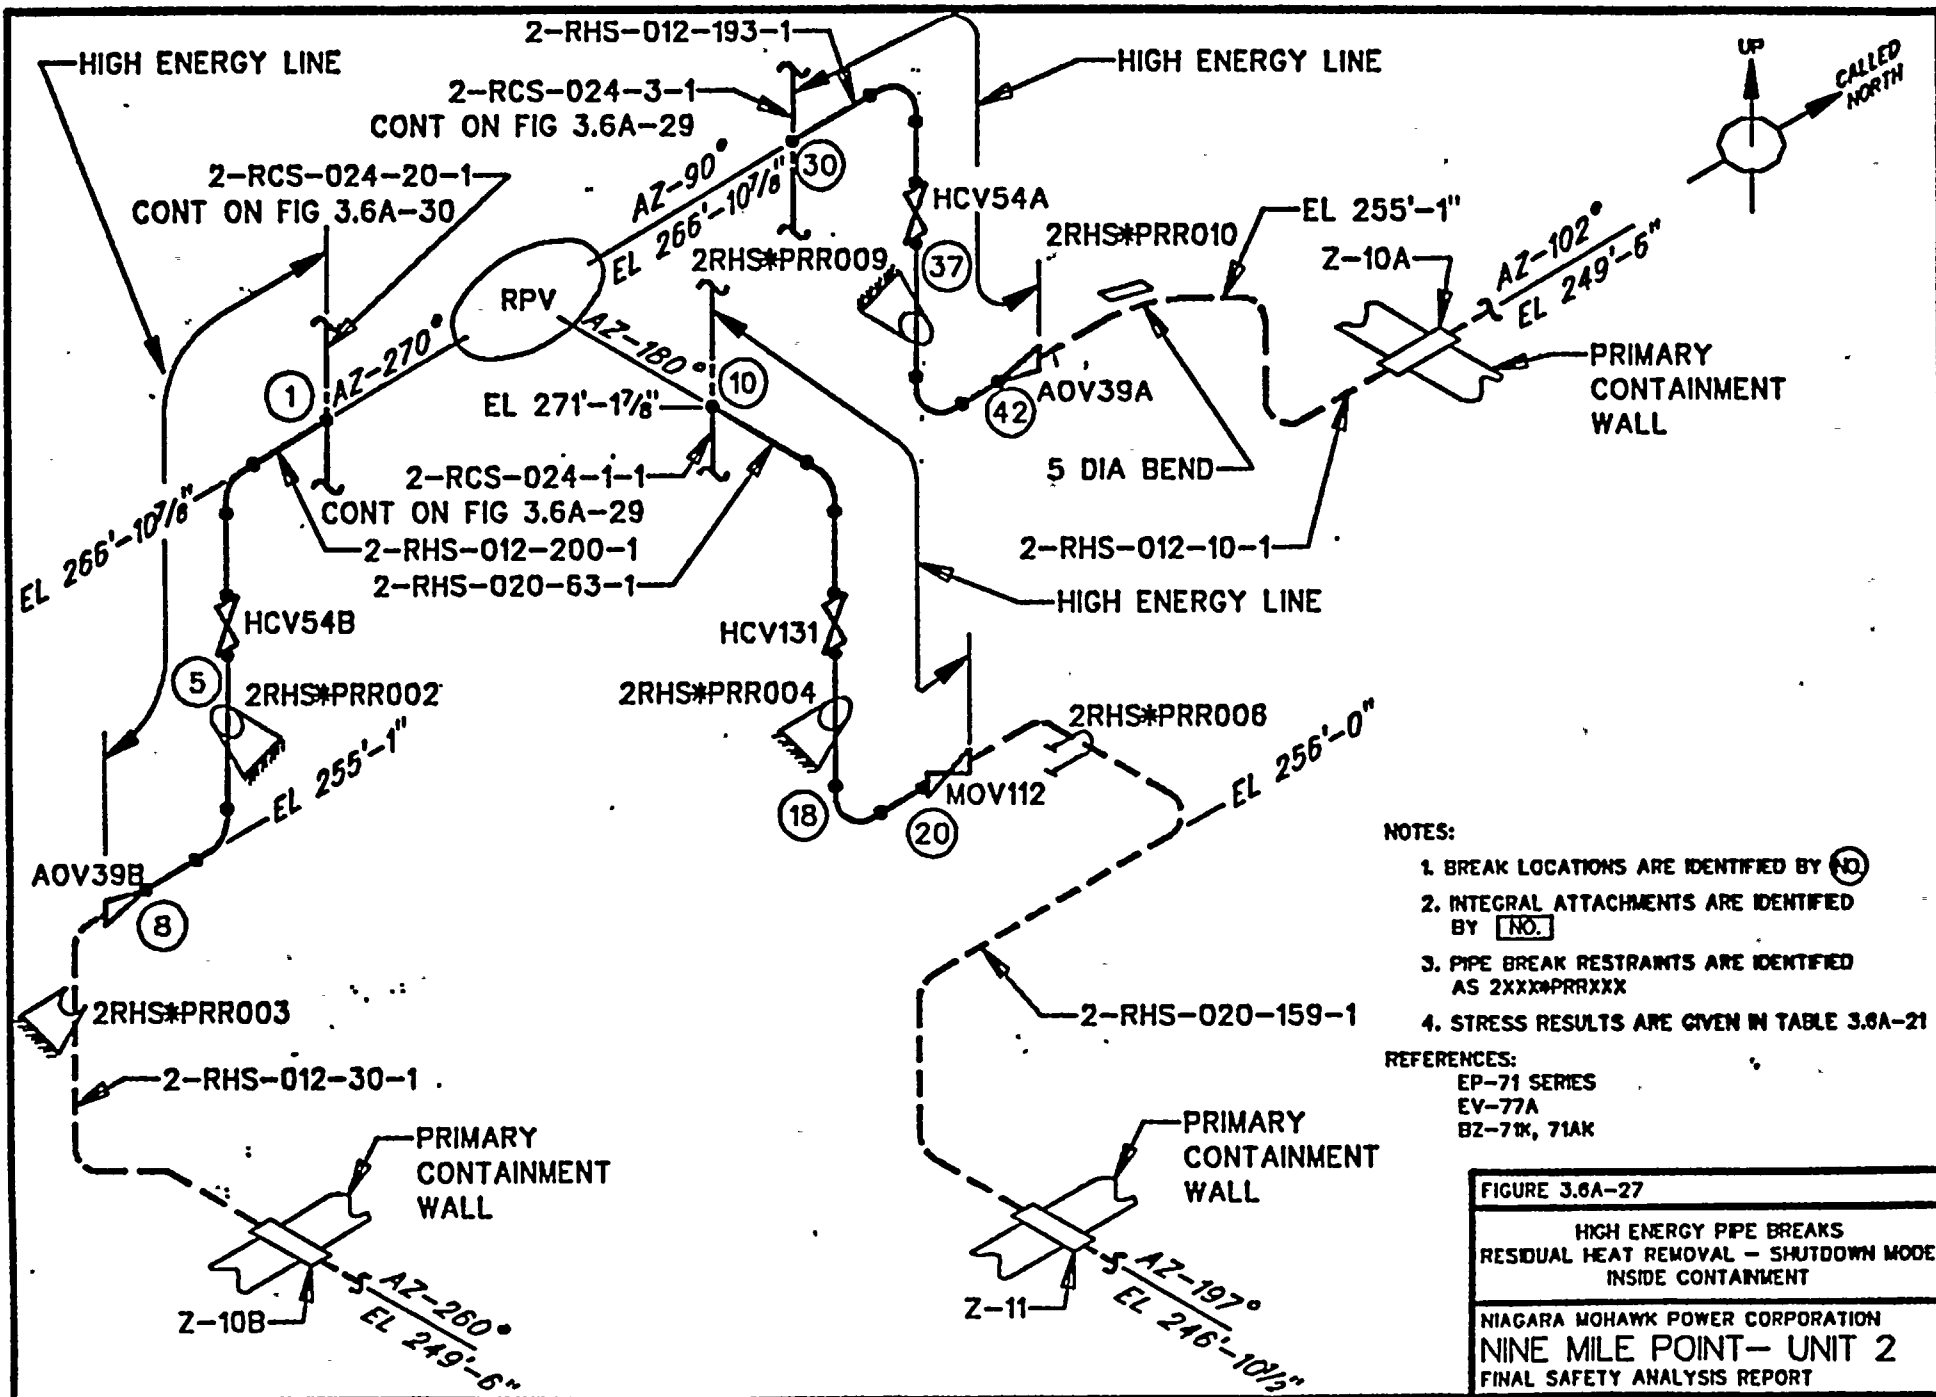 2-RHS-012-193-1
HIGH ENERGY LINE
HIGH ENERGY LINE
UP
CALLED
NORTH
2-RCS-024-3-1
CONT ON FIG 3.6A-29
2-RCS-024-20-1
CONT ON FIG 3.6A-30
AZ-90°
EL 266'-10⅞"
30
HCV54A
2RHS*PRR009
37
2RHS*PRR010
EL 255'-1"
Z-10A
AZ-102°
EL 249'-6"
RPV
AZ-270°
AZ-180°
1
10
EL 271'-1⅞"
42
AOV39A
PRIMARY
CONTAINMENT
WALL
5 DIA BEND
2-RCS-024-1-1
CONT ON FIG 3.6A-29
EL 266'-10⅞"
2-RHS-012-200-1
2-RHS-020-63-1
2-RHS-012-10-1
HIGH ENERGY LINE
HCV54B
HCV131
5
2RHS*PRR002
2RHS*PRR004
2RHS*PRR006
EL 255'-1"
EL 256'-0"
MOV112
18
20
AOV39B
8
2RHS*PRR003
2-RHS-012-30-1
2-RHS-020-159-1
PRIMARY
CONTAINMENT
WALL
PRIMARY
CONTAINMENT
WALL
Z-10B
AZ-260°
EL 249'-6"
Z-11
AZ-197°
EL 246'-10½"
NOTES:
1. BREAK LOCATIONS ARE IDENTIFIED BY NO.
2. INTEGRAL ATTACHMENTS ARE IDENTIFIED
BY NO.
3. PIPE BREAK RESTRAINTS ARE IDENTIFIED
AS 2XXX*PRRXXX
4. STRESS RESULTS ARE GIVEN IN TABLE 3.6A-21
REFERENCES:
EP-71 SERIES
EV-77A
BZ-71K, 71AK
FIGURE 3.6A-27
HIGH ENERGY PIPE BREAKS
RESIDUAL HEAT REMOVAL - SHUTDOWN MODE
INSIDE CONTAINMENT
NIAGARA MOHAWK POWER CORPORATION
NINE MILE POINT- UNIT 2
FINAL SAFETY ANALYSIS REPORT